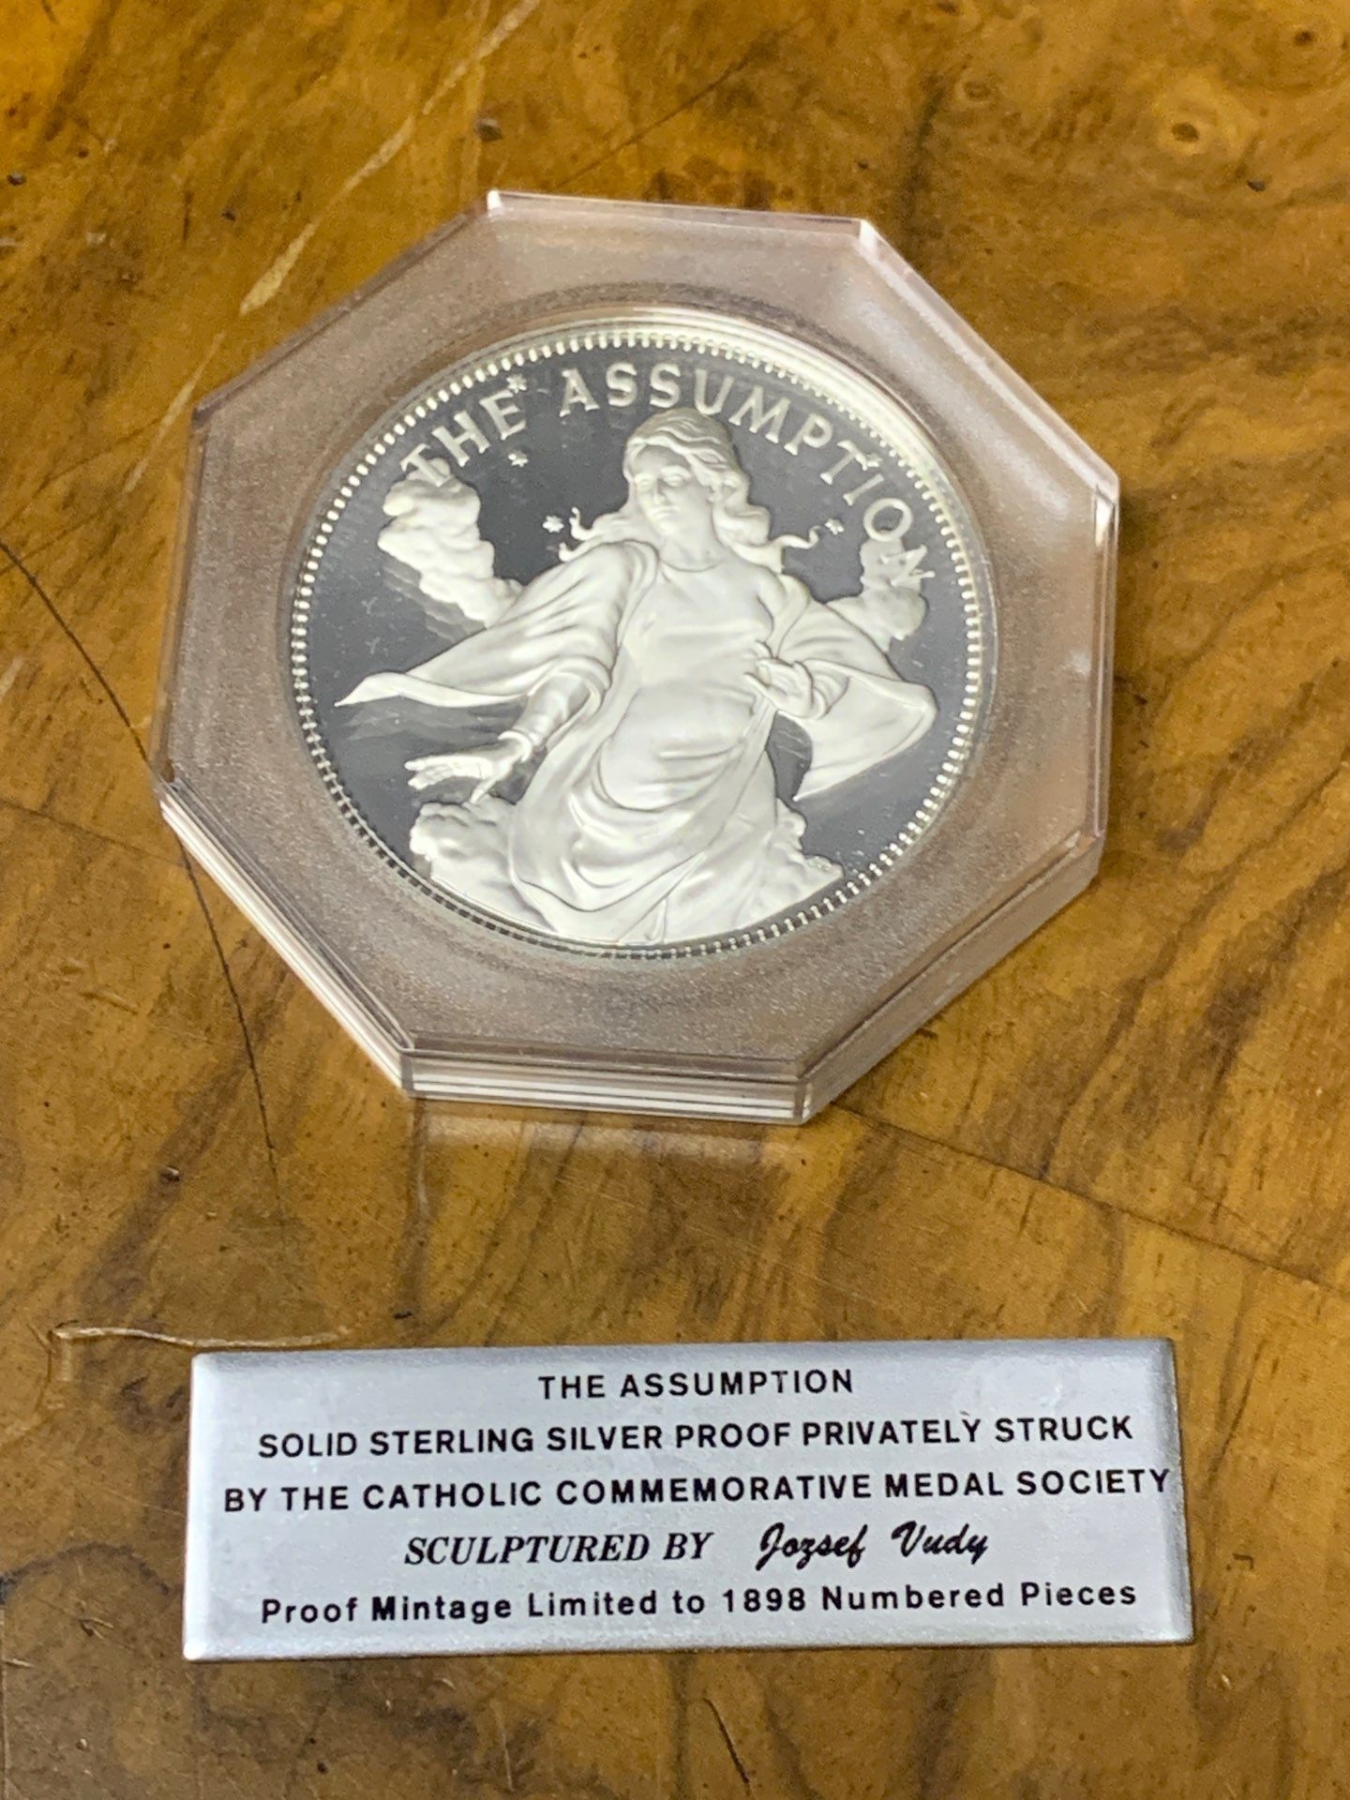 THE ASSUMPTION
THE ASSUMPTION
SOLID STERLING SILVER PROOF PRIVATELY STRUCK
BY THE CATHOLIC COMMEMORATIVE MEDAL SOCIETY
SCULPTURED BY Jozsef Vudy
Proof Mintage Limited to 1898 Numbered Pieces